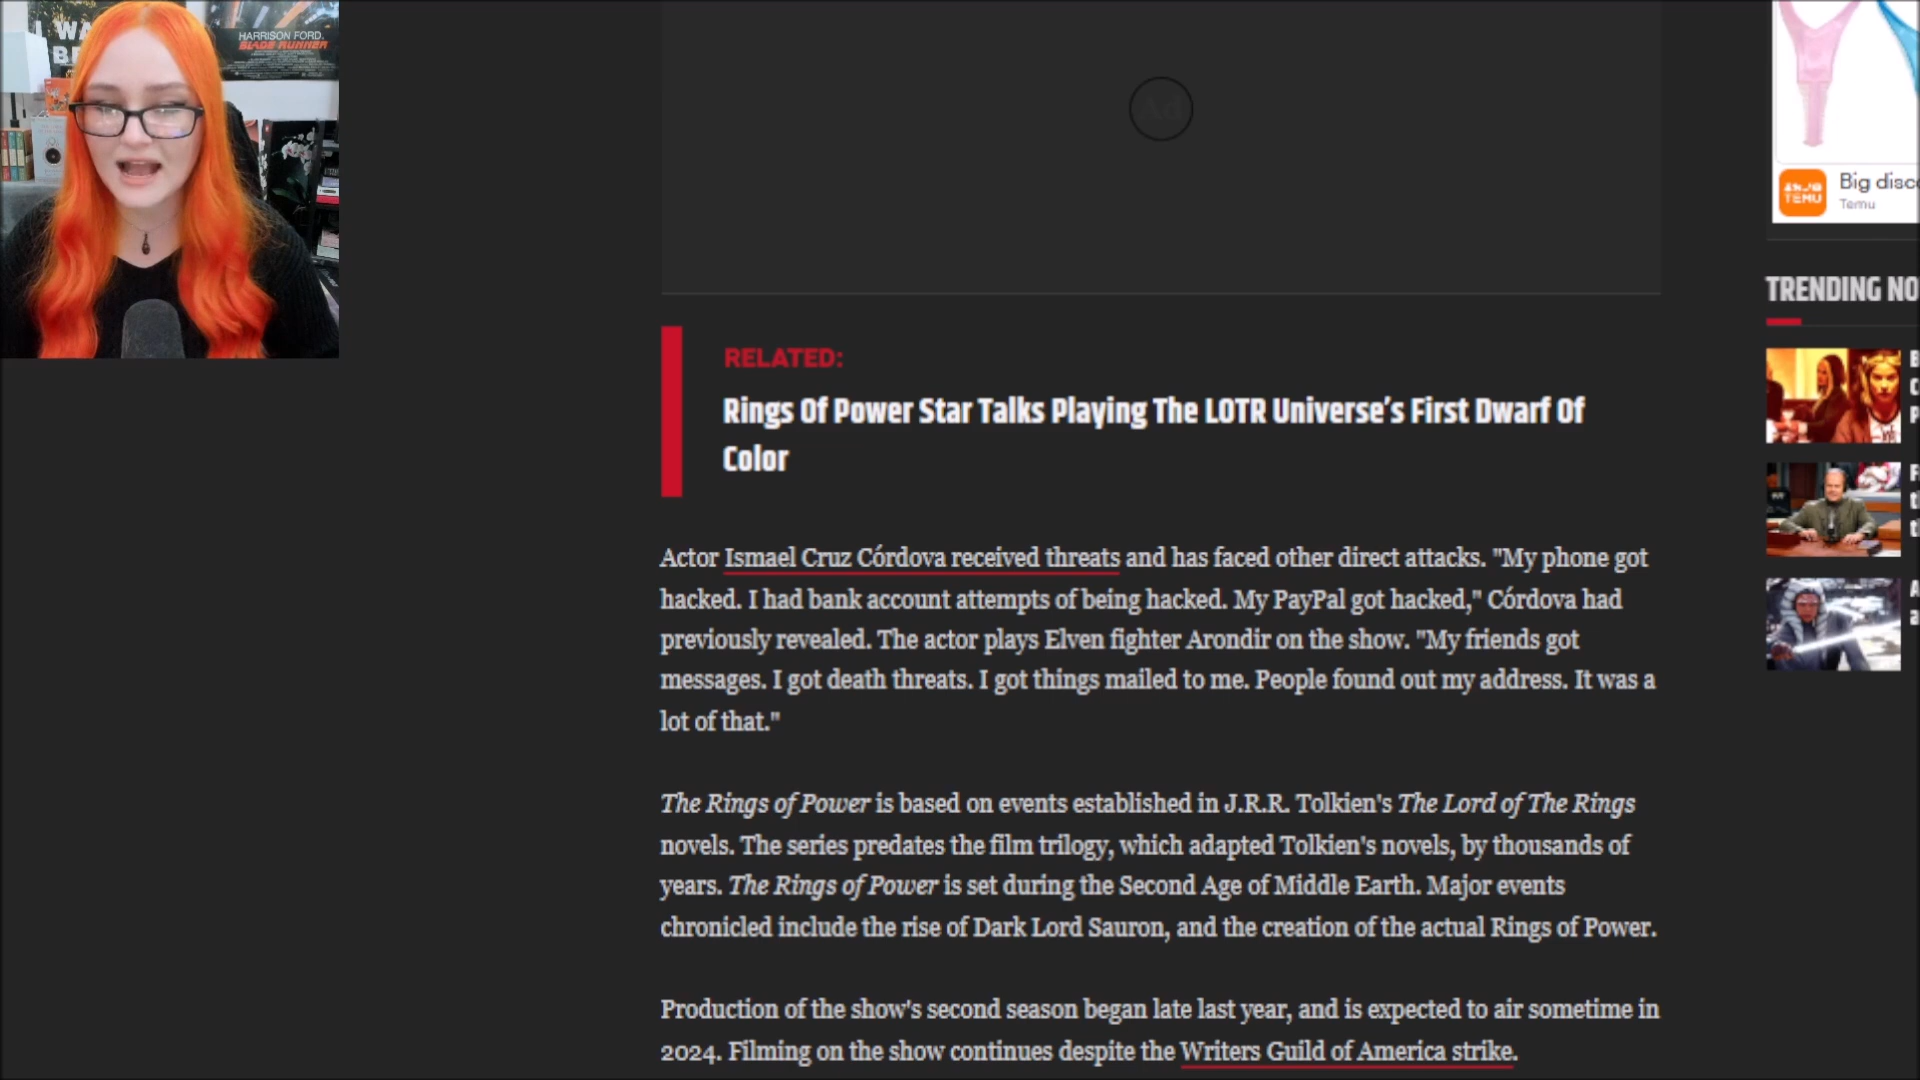 I WA
BE
HARRISON FORD.
BLADE RUNNER
Ad
Big disco
TEMU
Temu
TRENDING NO
RELATED:
Rings Of Power Star Talks Playing The LOTR Universe's First Dwarf Of
Color
Actor Ismael Cruz Córdova received threats and has faced other direct attacks. "My phone got
hacked. I had bank account attempts of being hacked. My PayPal got hacked," Córdova had
previously revealed. The actor plays Elven fighter Arondir on the show. "My friends got
messages. I got death threats. I got things mailed to me. People found out my address. It was a
lot of that."
The Rings of Power is based on events established in J.R.R. Tolkien's The Lord of The Rings
novels. The series predates the film trilogy, which adapted Tolkien's novels, by thousands of
years. The Rings of Power is set during the Second Age of Middle Earth. Major events
chronicled include the rise of Dark Lord Sauron, and the creation of the actual Rings of Power.
Production of the show's second season began late last year, and is expected to air sometime in
2024. Filming on the show continues despite the Writers Guild of America strike.